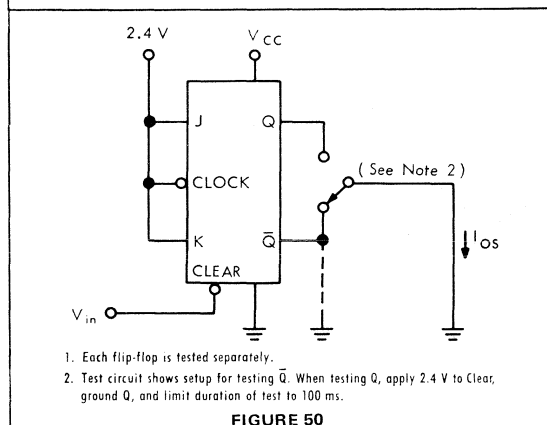 2.4 V
V CC
J
Q
(See Note 2)
CLOCK
K
Q̅
I OS
CLEAR
V in
1. Each flip-flop is tested separately.
2. Test circuit shows setup for testing Q̅. When testing Q, apply 2.4 V to Clear,
ground Q, and limit duration of test to 100 ms.
FIGURE 50